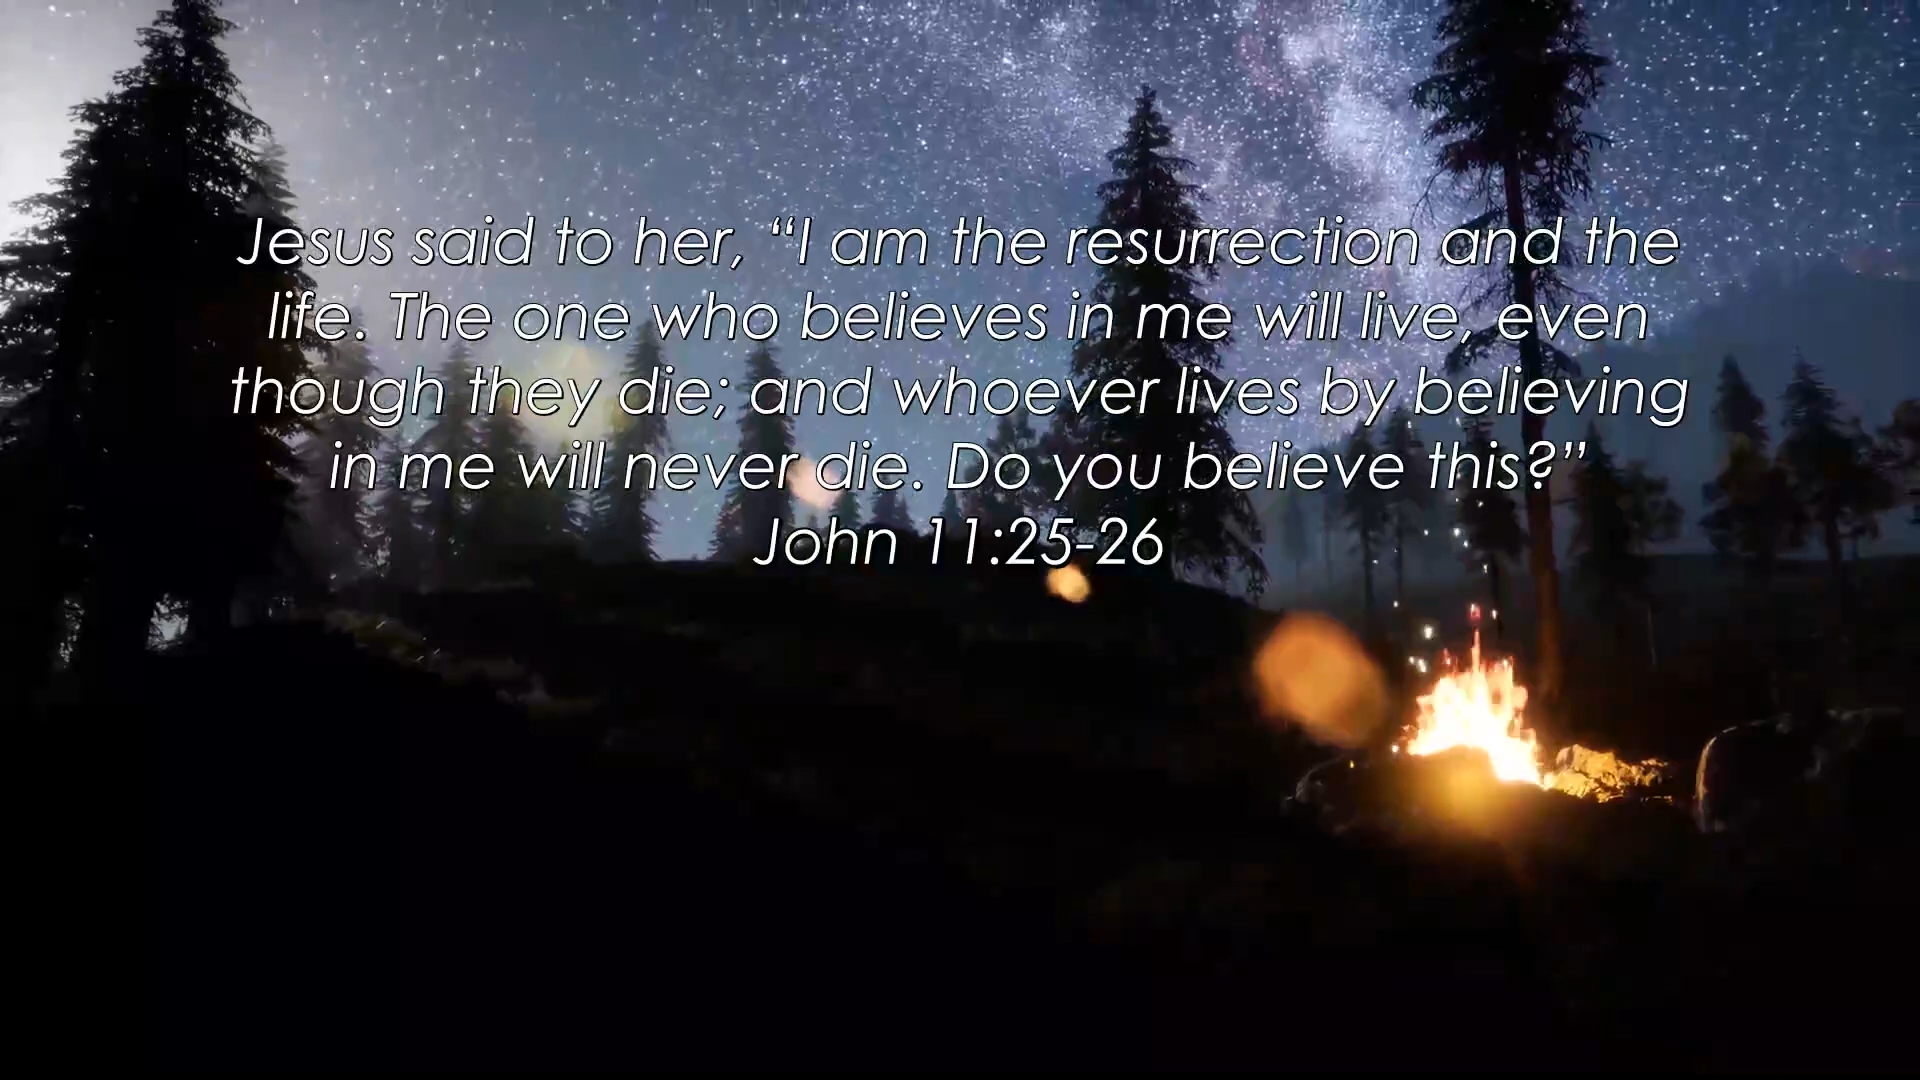 Jesus said to her, “I am the resurrection and the
life. The one who believes in me will live, even
though they die; and whoever lives by believing
in me will never die. Do you believe this?”
John 11:25-26